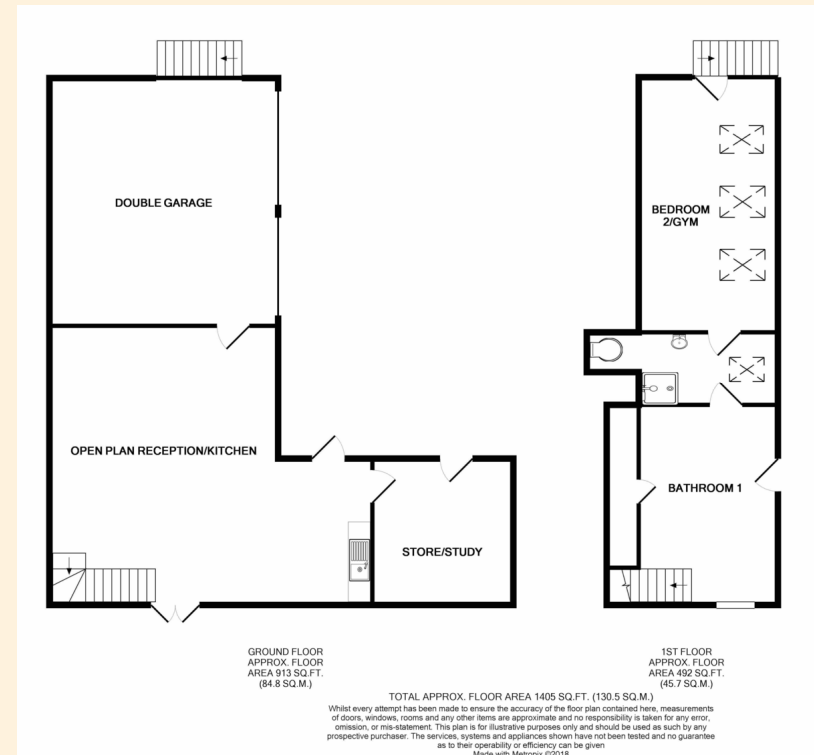 DOUBLE GARAGE
BEDROOM
2/GYM
OPEN PLAN RECEPTION/KITCHEN
BATHROOM 1
STORE/STUDY
GROUND FLOOR
APPROX. FLOOR
AREA 913 SQ.FT.
(84.8 SQ.M.)
1ST FLOOR
APPROX. FLOOR
AREA 492 SQ.FT.
(45.7 SQ.M.)
TOTAL APPROX. FLOOR AREA 1405 SQ.FT. (130.5 SQ.M.)
Whilst every attempt has been made to ensure the accuracy of the floor plan contained here, measurements
of doors, windows, rooms and any other items are approximate and no responsibility is taken for any error,
omission, or mis-statement. This plan is for illustrative purposes only and should be used as such by any
prospective purchaser. The services, systems and appliances shown have not been tested and no guarantee
as to their operability or efficiency can be given
Made with Metropix ©2018